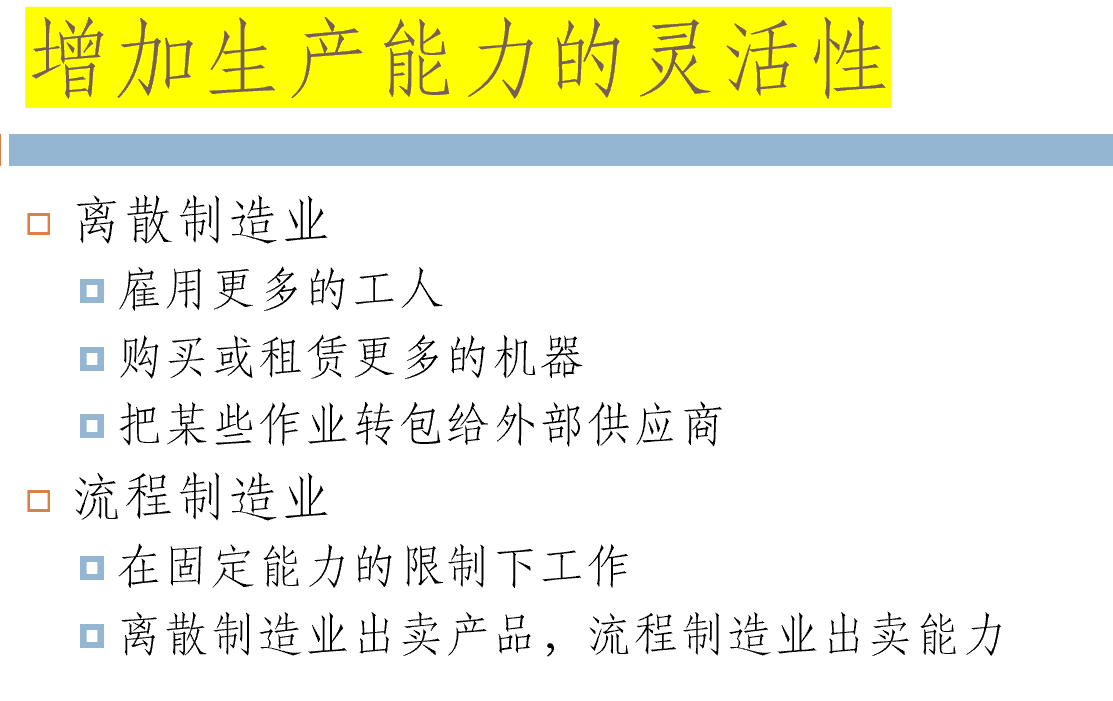 增加生产能力的灵活性
离散制造业
雇用更多的工人
购买或租赁更多的机器
把某些作业转包给外部供应商
流程制造业
在固定能力的限制下工作
离散制造业出卖产品，流程制造业出卖能力